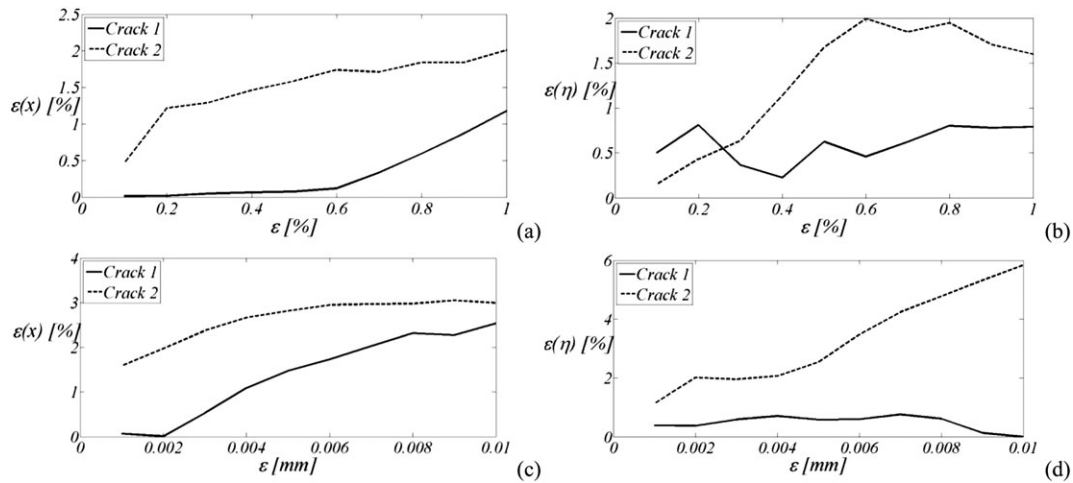 2.5
2
1.5
ε(x) [%]
1
0.5
0
Crack 1
Crack 2
0 0.2 0.4 0.6 0.8 1
ε [%]
(a)
2
1.5
ε(η) [%]
1
0.5
0
Crack 1
Crack 2
0 0.2 0.4 0.6 0.8 1
ε [%]
(b)
4
3
ε(x) [%]
2
1
0
Crack 1
Crack 2
0 0.002 0.004 0.006 0.008 0.01
ε [mm]
(c)
6
4
ε(η) [%]
2
0
Crack 1
Crack 2
0 0.002 0.004 0.006 0.008 0.01
ε [mm]
(d)